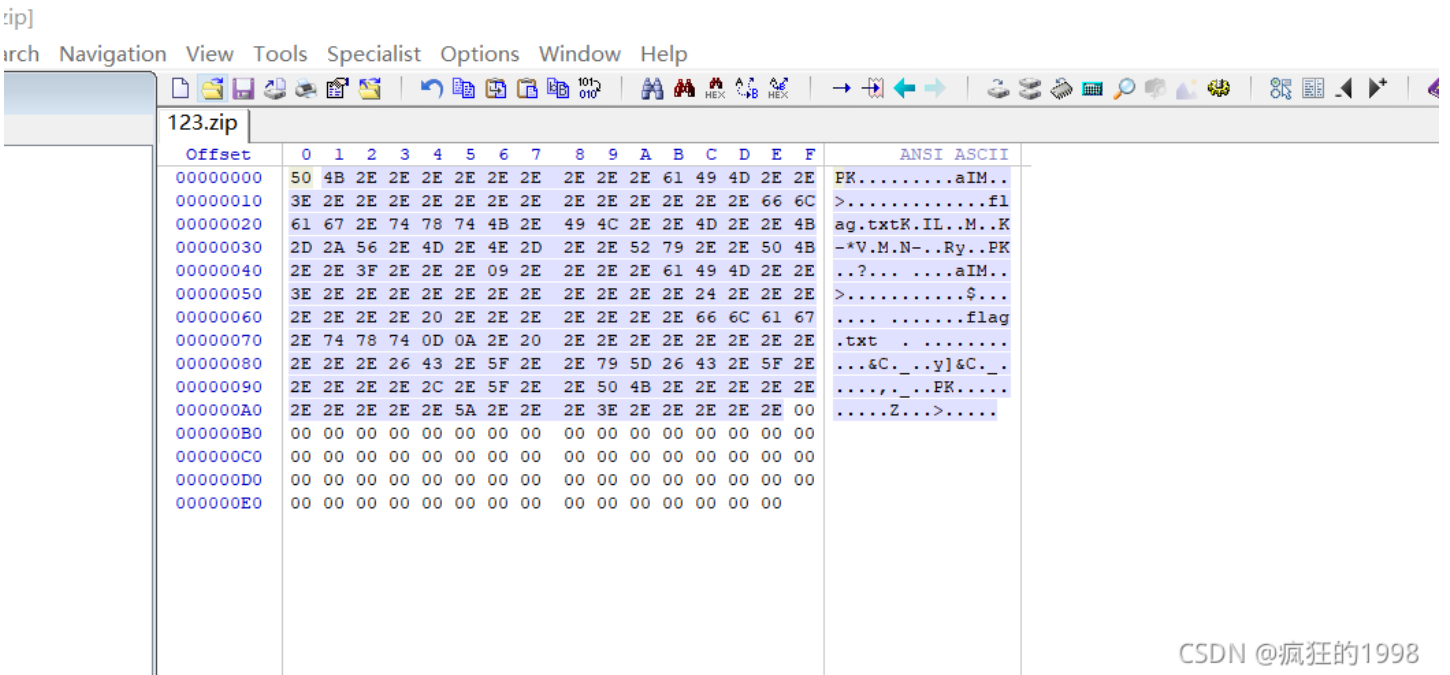 zip]
arch Navigation View Tools Specialist Options Window Help
123.zip
Offset 0 1 2 3 4 5 6 7 8 9 A B C D E F ANSI ASCII
00000000 50 4B 2E 2E 2E 2E 2E 2E 2E 2E 2E 61 49 4D 2E 2E PK.........aIM..
00000010 3E 2E 2E 2E 2E 2E 2E 2E 2E 2E 2E 2E 2E 2E 66 6C >.............fl
00000020 61 67 2E 74 78 74 4B 2E 49 4C 2E 2E 4D 2E 2E 4B ag.txtK.IL..M..K
00000030 2D 2A 56 2E 4D 2E 4E 2D 2E 2E 52 79 2E 2E 50 4B -*V.M.N-..Ry..PK
00000040 2E 2E 3F 2E 2E 2E 09 2E 2E 2E 2E 61 49 4D 2E 2E ..?... ....aIM..
00000050 3E 2E 2E 2E 2E 2E 2E 2E 2E 2E 2E 2E 24 2E 2E 2E >...........$...
00000060 2E 2E 2E 2E 20 2E 2E 2E 2E 2E 2E 2E 66 6C 61 67 .... .......flag
00000070 2E 74 78 74 0D 0A 2E 20 2E 2E 2E 2E 2E 2E 2E 2E .txt . ........
00000080 2E 2E 2E 26 43 2E 5F 2E 2E 79 5D 26 43 2E 5F 2E ...&C._..y]&C._.
00000090 2E 2E 2E 2E 2C 2E 5F 2E 2E 50 4B 2E 2E 2E 2E 2E ....,._..PK.....
000000A0 2E 2E 2E 2E 2E 5A 2E 2E 2E 3E 2E 2E 2E 2E 2E 00 .....Z...>.....
000000B0 00 00 00 00 00 00 00 00 00 00 00 00 00 00 00 00
000000C0 00 00 00 00 00 00 00 00 00 00 00 00 00 00 00 00
000000D0 00 00 00 00 00 00 00 00 00 00 00 00 00 00 00 00
000000E0 00 00 00 00 00 00 00 00 00 00 00 00 00 00 00
CSDN @疯狂的1998